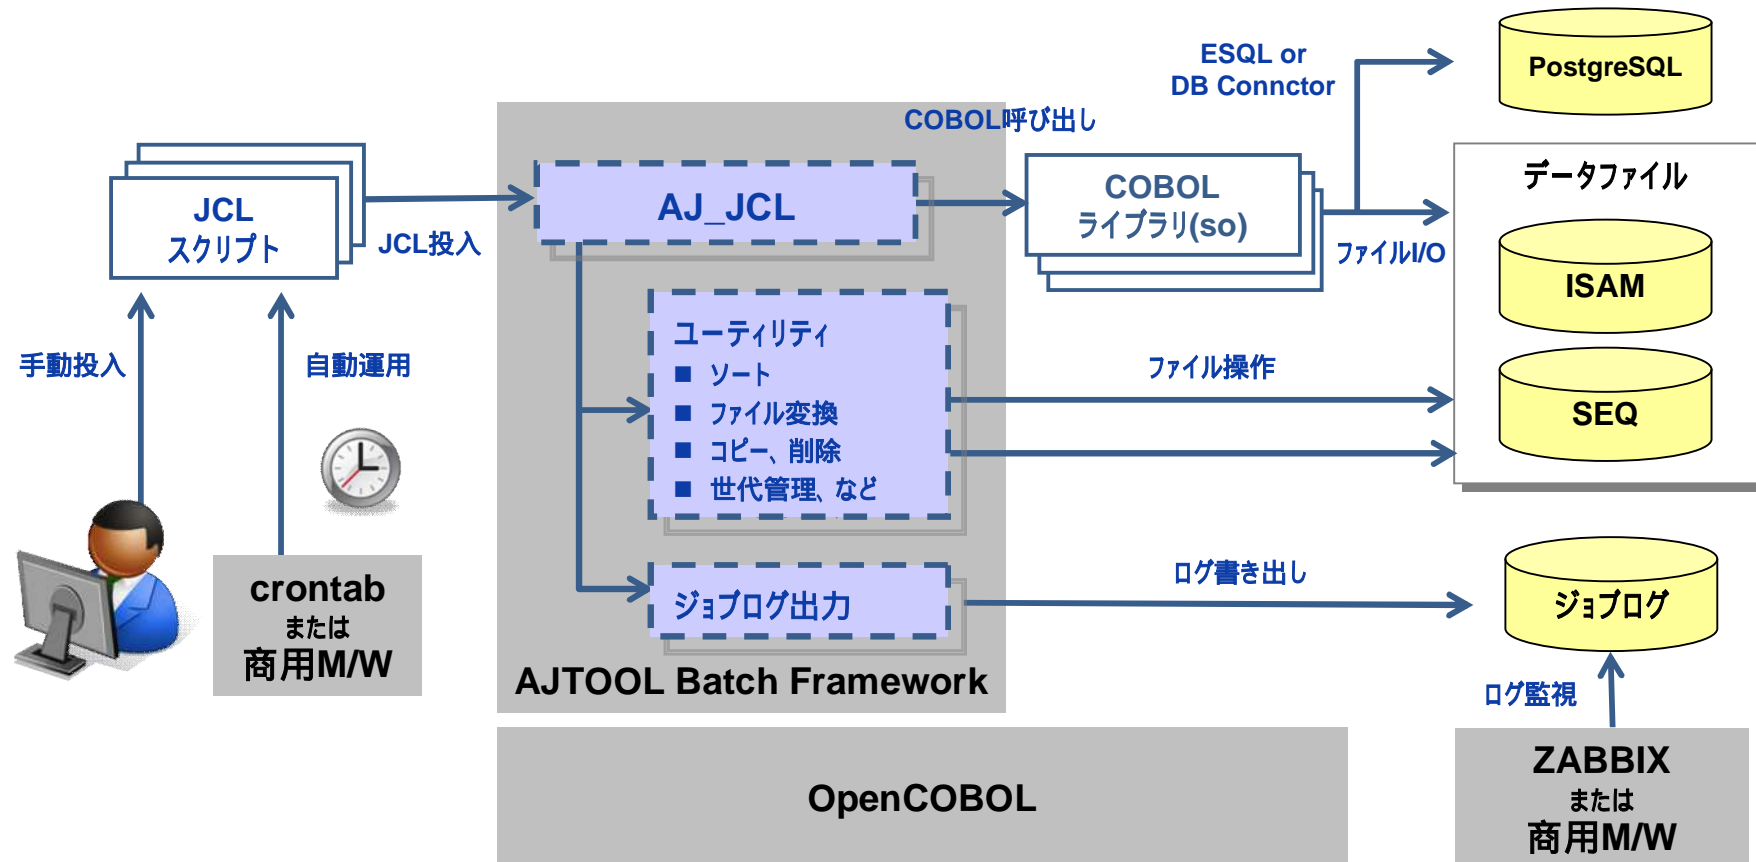 PostgreSQL
ESQL or
DB Connctor
COBOL呼び出し
データファイル
AJ_JCL
COBOL
ライブラリ(so)
JCL
スクリプト
JCL投入
ファイルI/O
ISAM
ユーティリティ
■ ソート
■ ファイル変換
■ コピー、削除
■ 世代管理、など
手動投入
自動運用
ファイル操作
SEQ
crontab
または
商用M/W
ジョブログ出力
ログ書き出し
ジョブログ
AJTOOL Batch Framework
ログ監視
OpenCOBOL
ZABBIX
または
商用M/W